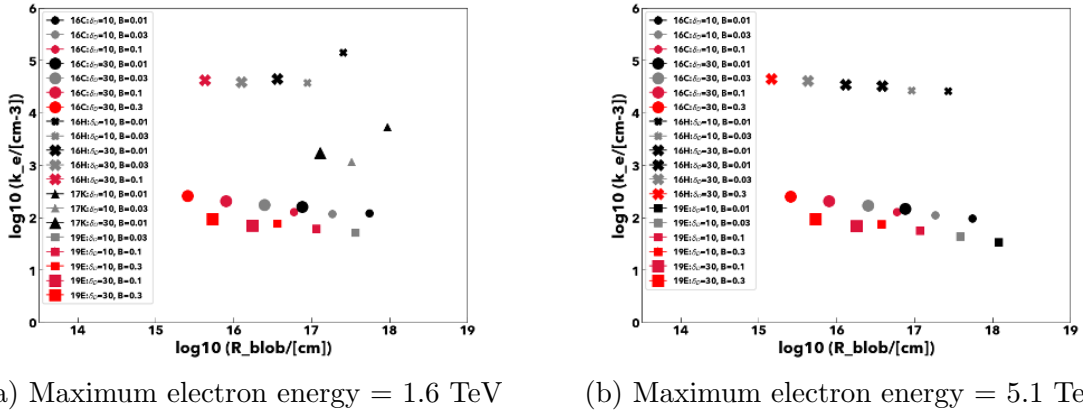 6
5
4
3
2
1
0
log10 (k_e/[cm-3])
16C:δD=10, B=0.01
16C:δD=10, B=0.03
16C:δD=10, B=0.1
16C:δD=30, B=0.01
16C:δD=30, B=0.03
16C:δD=30, B=0.1
16C:δD=30, B=0.3
16H:δD=10, B=0.01
16H:δD=10, B=0.03
16H:δD=30, B=0.01
16H:δD=30, B=0.03
16H:δD=30, B=0.1
17K:δD=10, B=0.01
17K:δD=10, B=0.03
17K:δD=30, B=0.01
19E:δD=10, B=0.03
19E:δD=10, B=0.1
19E:δD=10, B=0.3
19E:δD=30, B=0.1
19E:δD=30, B=0.3
14 15 16 17 18 19
log10 (R_blob/[cm])
a) Maximum electron energy = 1.6 TeV
6
5
4
3
2
1
0
log10 (k_e/[cm-3])
16C:δD=10, B=0.01
16C:δD=10, B=0.03
16C:δD=10, B=0.1
16C:δD=30, B=0.01
16C:δD=30, B=0.03
16C:δD=30, B=0.1
16C:δD=30, B=0.3
16H:δD=10, B=0.01
16H:δD=10, B=0.03
16H:δD=30, B=0.01
16H:δD=30, B=0.01
16H:δD=30, B=0.03
16H:δD=30, B=0.3
19E:δD=10, B=0.01
19E:δD=10, B=0.03
19E:δD=10, B=0.1
19E:δD=10, B=0.3
19E:δD=30, B=0.1
19E:δD=30, B=0.3
14 15 16 17 18 19
log10 (R_blob/[cm])
(b) Maximum electron energy = 5.1 Te